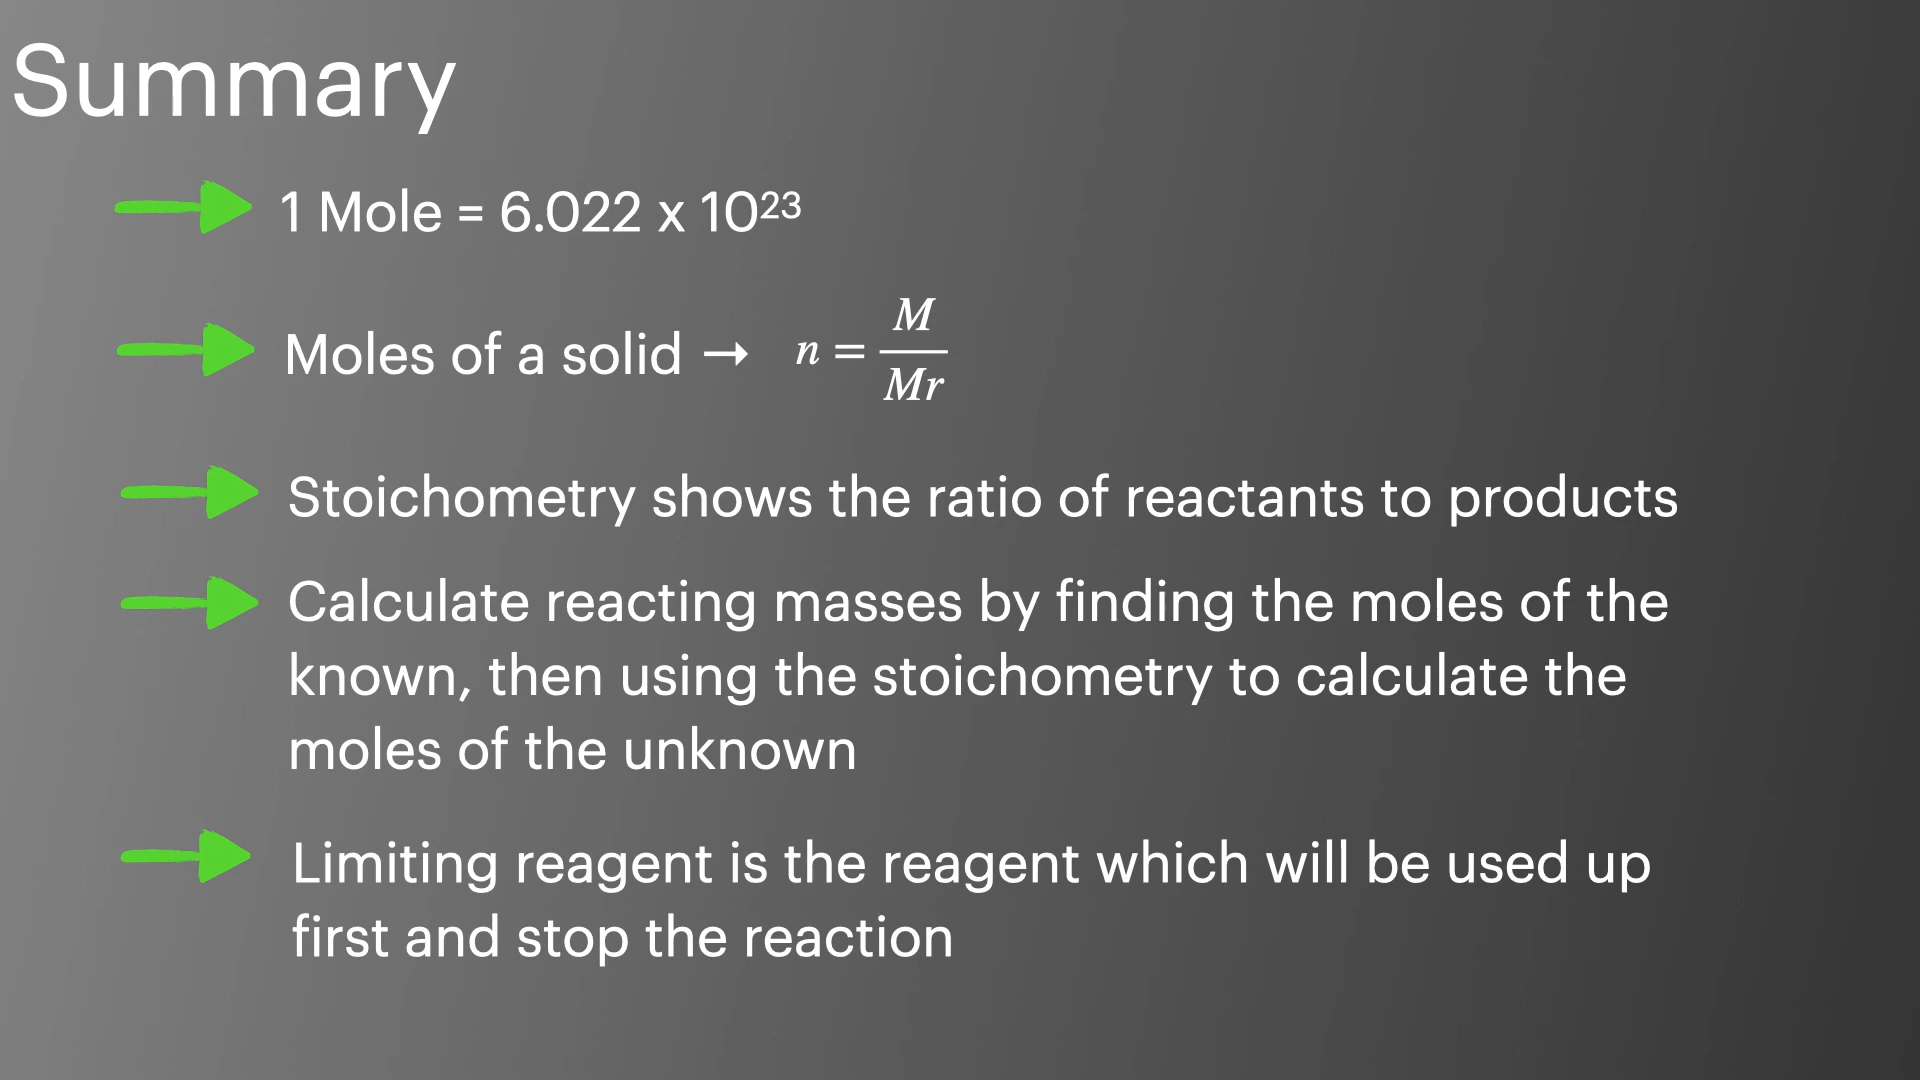 Summary
1 Mole = 6.022 x 10²³
Moles of a solid → n = M/Mr
Stoichometry shows the ratio of reactants to products
Calculate reacting masses by finding the moles of the
known, then using the stoichometry to calculate the
moles of the unknown
Limiting reagent is the reagent which will be used up
first and stop the reaction